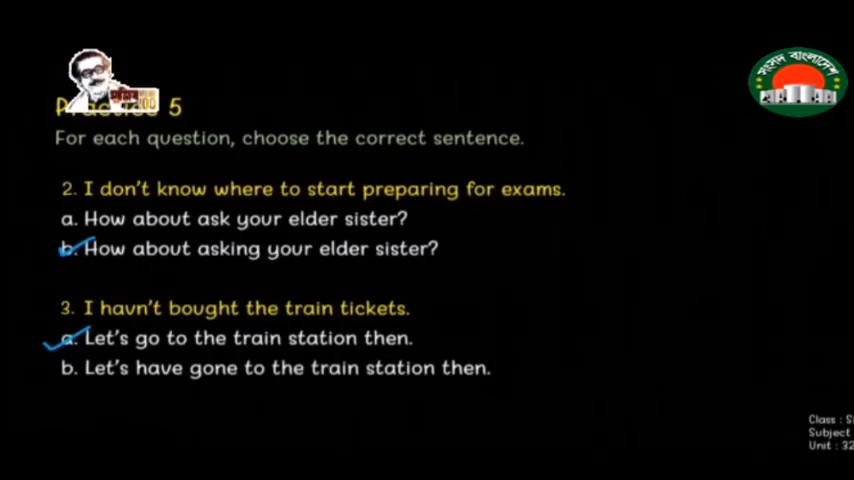 সংসদ বাংলাদেশ
Practice 5
For each question, choose the correct sentence.
2. I don't know where to start preparing for exams.
a. How about ask your elder sister?
b. How about asking your elder sister?
3. I havn't bought the train tickets.
a. Let's go to the train station then.
b. Let's have gone to the train station then.
Class : S
Subject
Unit : 32